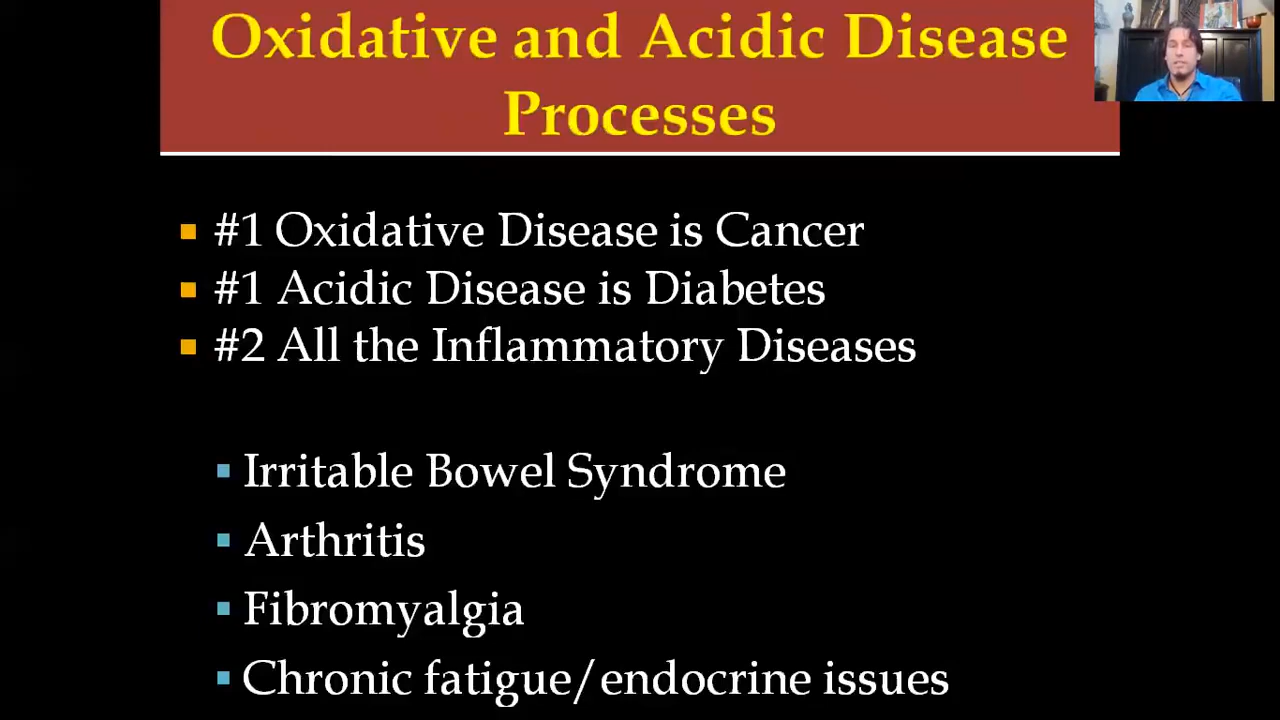 Oxidative and Acidic Disease
Processes
#1 Oxidative Disease is Cancer
#1 Acidic Disease is Diabetes
#2 All the Inflammatory Diseases
Irritable Bowel Syndrome
Arthritis
Fibromyalgia
Chronic fatigue/endocrine issues